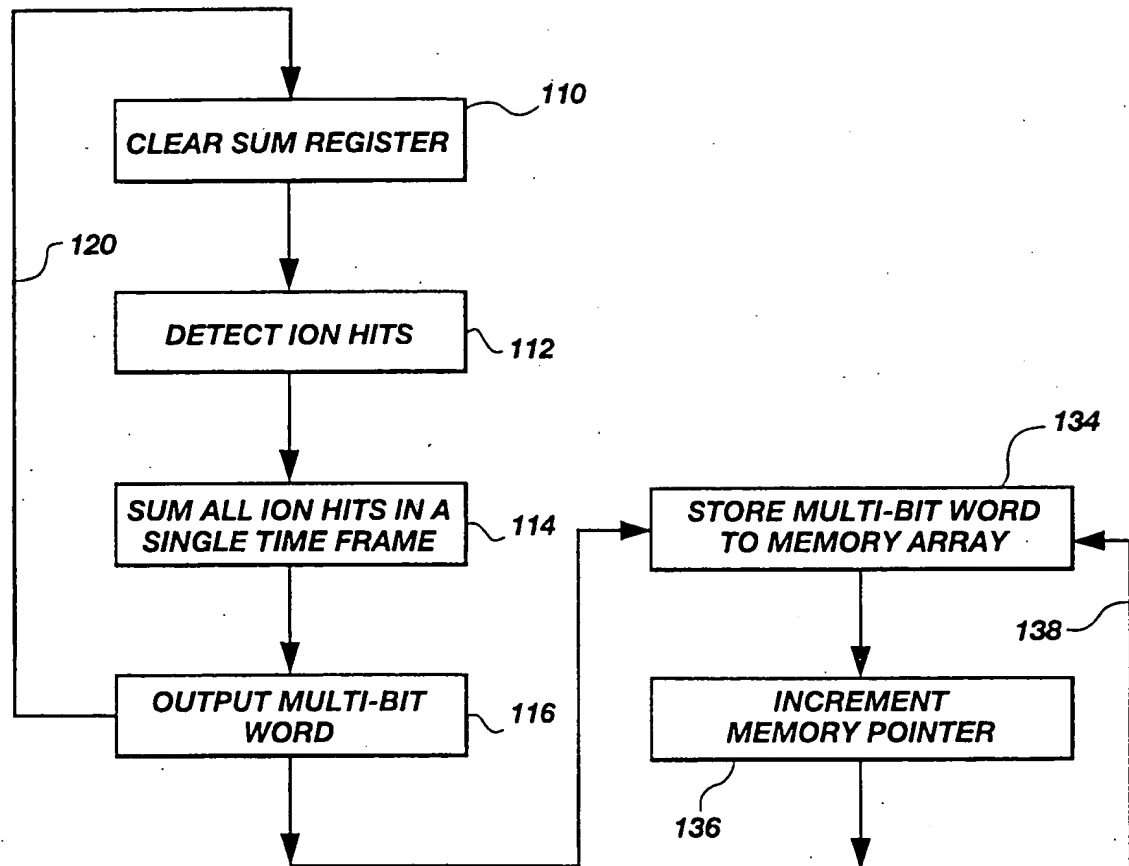 110
CLEAR SUM REGISTER
120
DETECT ION HITS
112
SUM ALL ION HITS IN A
SINGLE TIME FRAME
114
OUTPUT MULTI-BIT
WORD
116
134
STORE MULTI-BIT WORD
TO MEMORY ARRAY
138
INCREMENT
MEMORY POINTER
136